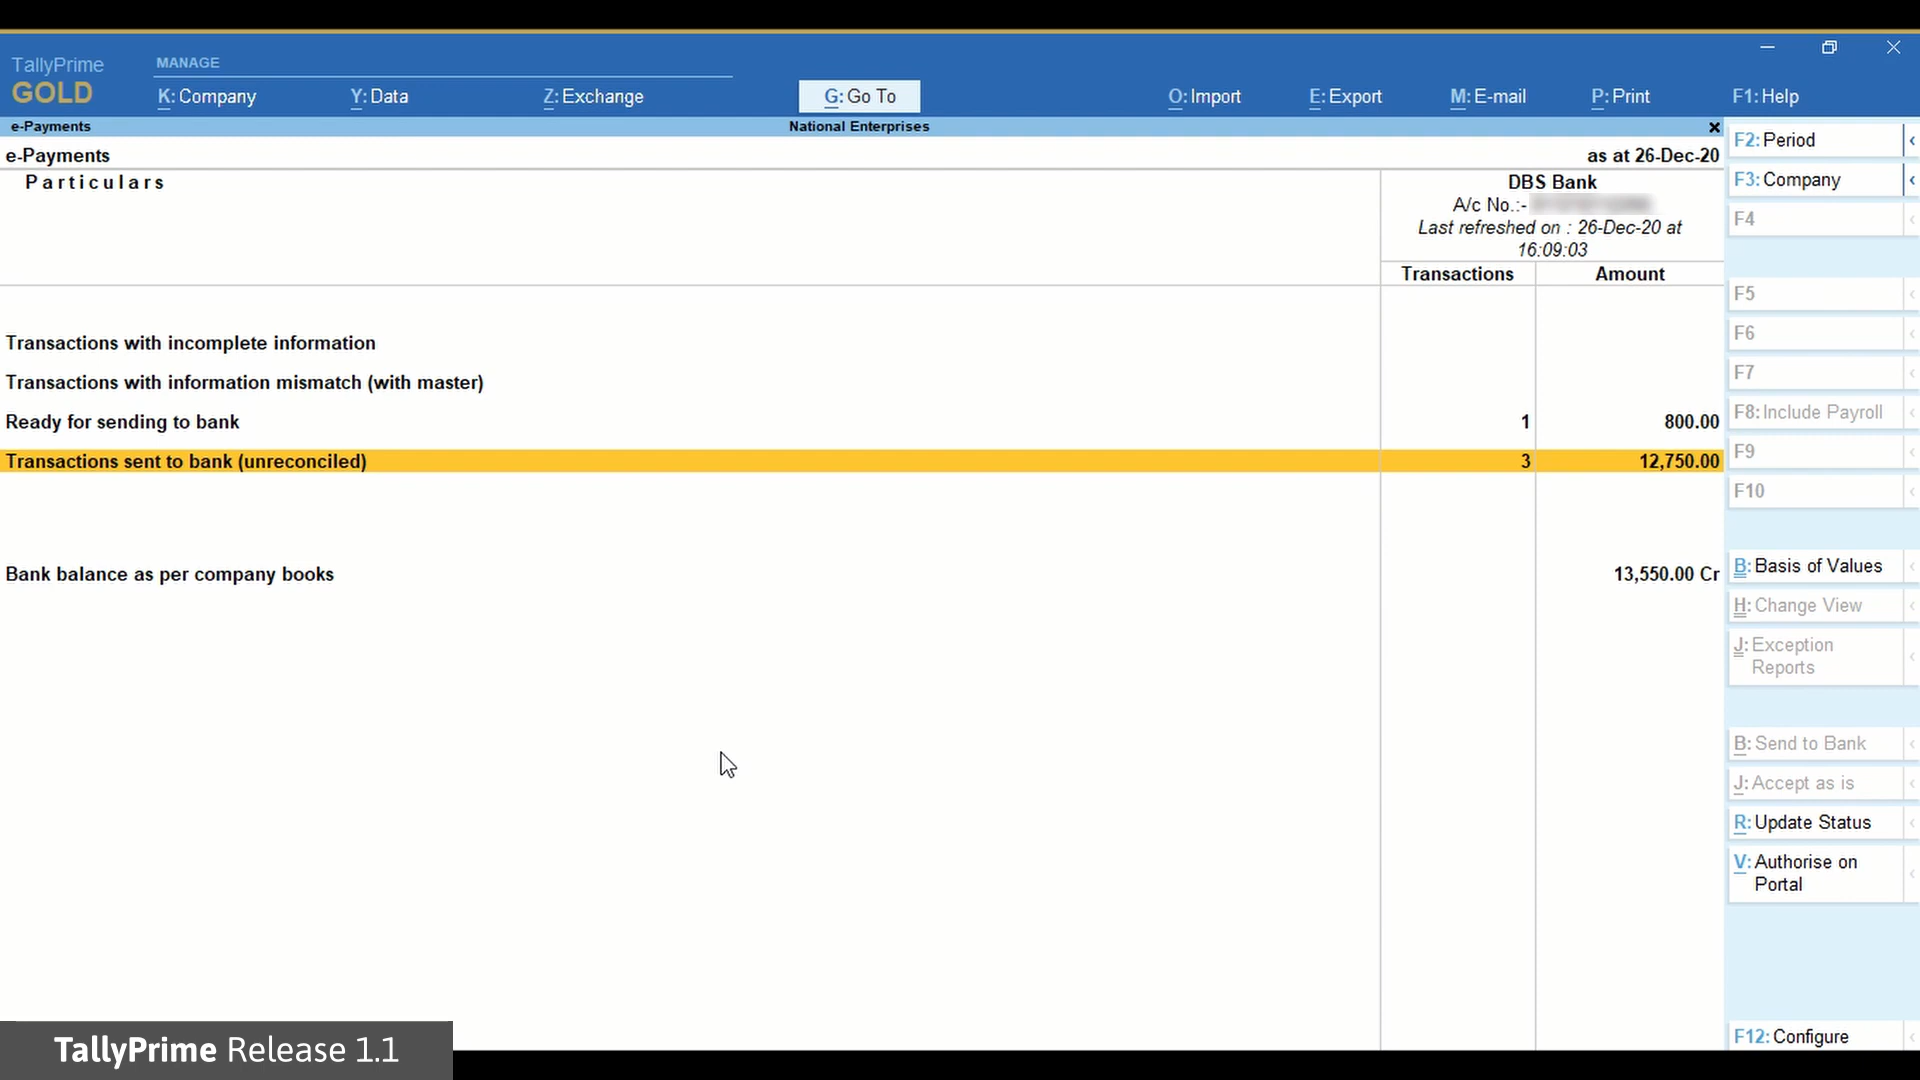 TallyPrime
GOLD
MANAGE
K: Company
Y: Data
Z: Exchange
G: Go To
O: Import
E: Export
M: E-mail
P: Print
F1: Help
e-Payments
National Enterprises
e-Payments
as at 26-Dec-20
Particulars
DBS Bank
A/c No.:-
Last refreshed on : 26-Dec-20 at
16:09:03
Transactions
Amount
Transactions with incomplete information
Transactions with information mismatch (with master)
Ready for sending to bank 1 800.00
Transactions sent to bank (unreconciled) 3 12,750.00
Bank balance as per company books 13,550.00 Cr
F2: Period
F3: Company
F4
F5
F6
F7
F8: Include Payroll
F9
F10
B: Basis of Values
H: Change View
J: Exception
Reports
B: Send to Bank
J: Accept as is
R: Update Status
V: Authorise on
Portal
F12: Configure
TallyPrime Release 1.1